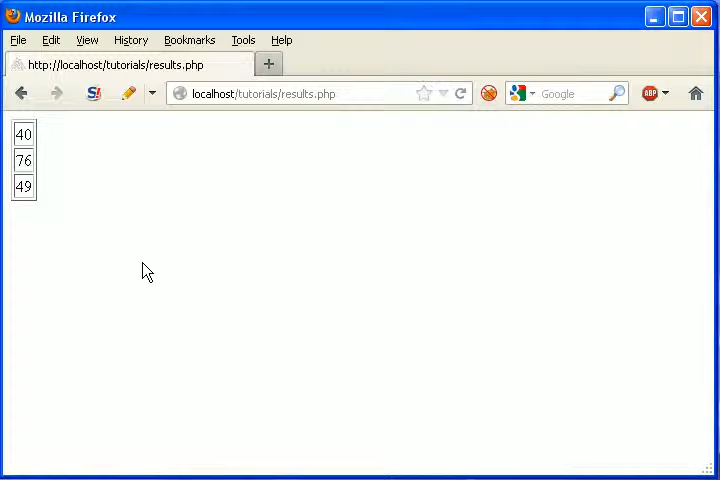 Mozilla Firefox
File Edit View History Bookmarks Tools Help
http://localhost/tutorials/results.php
localhost/tutorials/results.php Google ABP
40
76
49